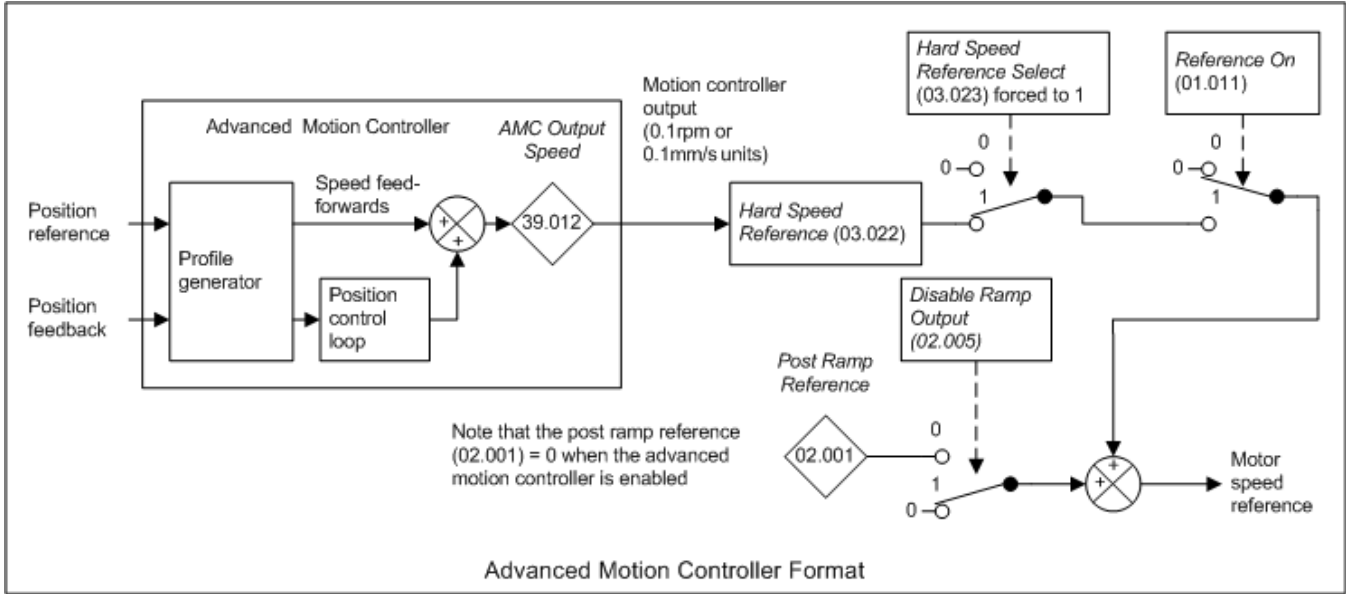 Hard Speed
Reference Select
(03.023) forced to 1
Reference On
(01.011)
Motion controller
output
(0.1rpm or
0.1mm/s units)
Advanced Motion Controller
AMC Output
Speed
Position
reference
Position
feedback
Profile
generator
Speed feed-
forwards
+
+
39.012
Position
control
loop
Hard Speed
Reference (03.022)
0
0
1
0
0
1
Disable Ramp
Output
(02.005)
Post Ramp
Reference
02.001
Note that the post ramp reference
(02.001) = 0 when the advanced
motion controller is enabled
0
1
0
+
+
Motor
speed
reference
Advanced Motion Controller Format